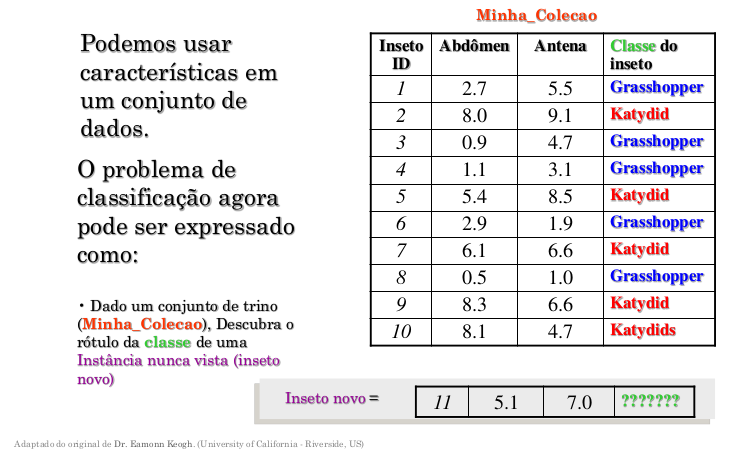 Minha_Colecao
Podemos usar
características em
um conjunto de
dados.
O problema de
classificação agora
pode ser expressado
como:
• Dado um conjunto de trino
(Minha_Colecao), Descubra o
rótulo da classe de uma
Instância nunca vista (inseto
novo)
Inseto ID Abdômen Antena Classe do inseto
1 2.7 5.5 Grasshopper
2 8.0 9.1 Katydid
3 0.9 4.7 Grasshopper
4 1.1 3.1 Grasshopper
5 5.4 8.5 Katydid
6 2.9 1.9 Grasshopper
7 6.1 6.6 Katydid
8 0.5 1.0 Grasshopper
9 8.3 6.6 Katydid
10 8.1 4.7 Katydids
Inseto novo = 11 5.1 7.0 ???????
Adaptado do original de Dr. Eamonn Keogh. (University of California - Riverside, US)